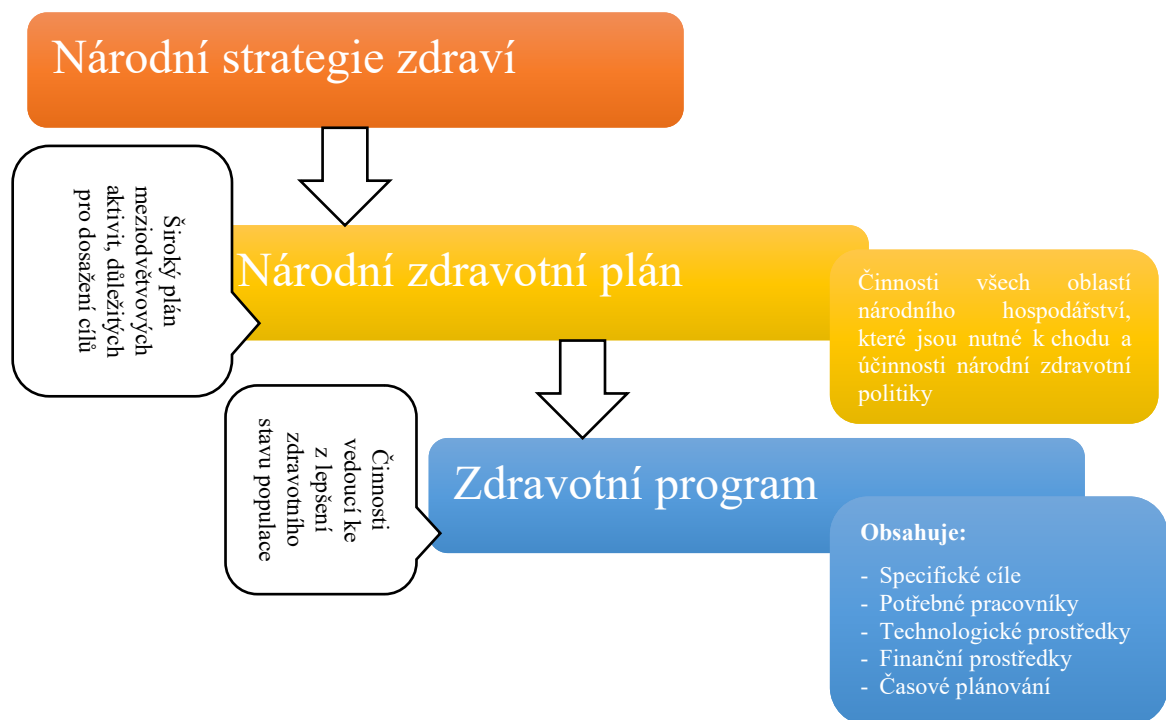 Národní strategie zdraví
Široký plán
meziodvětvových
aktivit, důležitých
pro dosažení cílů
Národní zdravotní plán
Činnosti všech oblastí
národního hospodářství,
které jsou nutné k chodu a
účinnosti národní zdravotní
politiky
Činnosti
vedoucí ke
z lepšení
zdravotního
stavu populace
Zdravotní program
Obsahuje:
- Specifické cíle
- Potřebné pracovníky
- Technologické prostředky
- Finanční prostředky
- Časové plánování